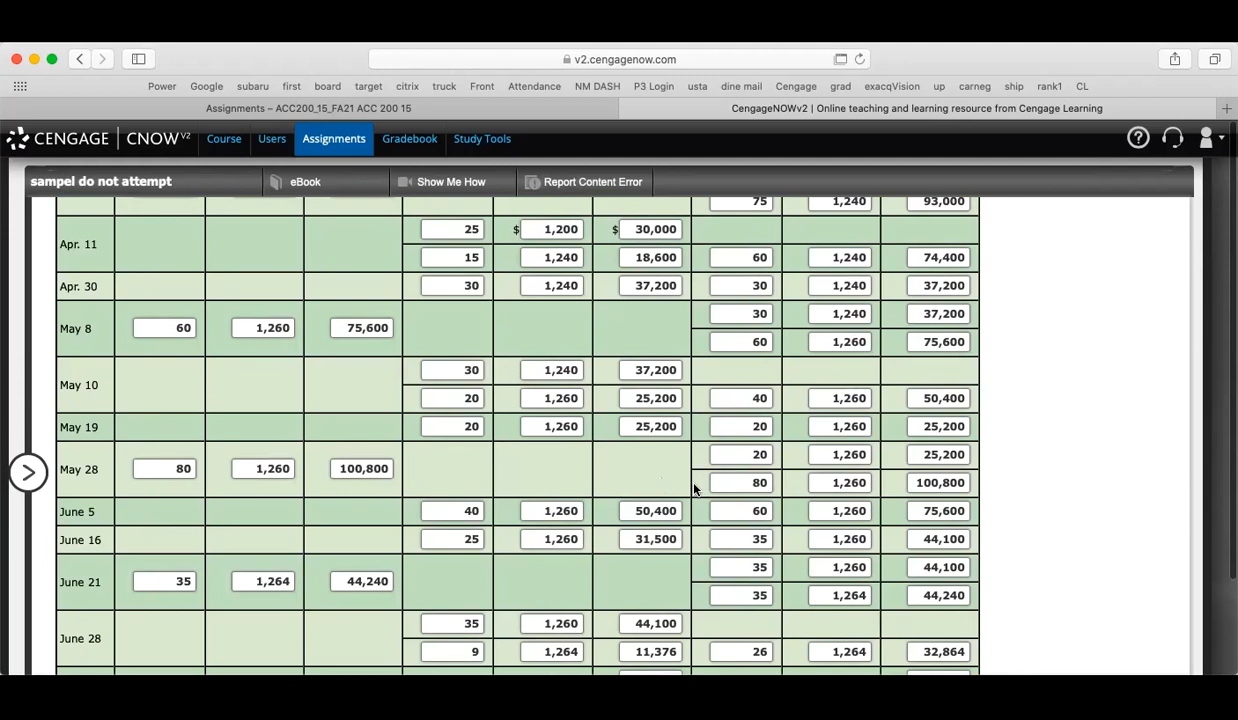 v2.cengagenow.com
Power Google subaru first board target citrix truck Front Attendance NM DASH P3 Login usta dine mail Cengage grad exacqVision up carneg ship rank1 CL
Assignments – ACC200_15_FA21 ACC 200 15 CengageNOWv2 | Online teaching and learning resource from Cengage Learning
CENGAGE | CNOWV2 Course Users Assignments Gradebook Study Tools
sampel do not attempt eBook Show Me How Report Content Error
75 1,240 93,000
Apr. 11 25 $ 1,200 $ 30,000
15 1,240 18,600 60 1,240 74,400
Apr. 30 30 1,240 37,200 30 1,240 37,200
May 8 60 1,260 75,600 30 1,240 37,200
60 1,260 75,600
May 10 30 1,240 37,200
20 1,260 25,200 40 1,260 50,400
May 19 20 1,260 25,200 20 1,260 25,200
May 28 80 1,260 100,800 20 1,260 25,200
80 1,260 100,800
June 5 40 1,260 50,400 60 1,260 75,600
June 16 25 1,260 31,500 35 1,260 44,100
June 21 35 1,264 44,240 35 1,260 44,100
35 1,264 44,240
June 28 35 1,260 44,100
9 1,264 11,376 26 1,264 32,864